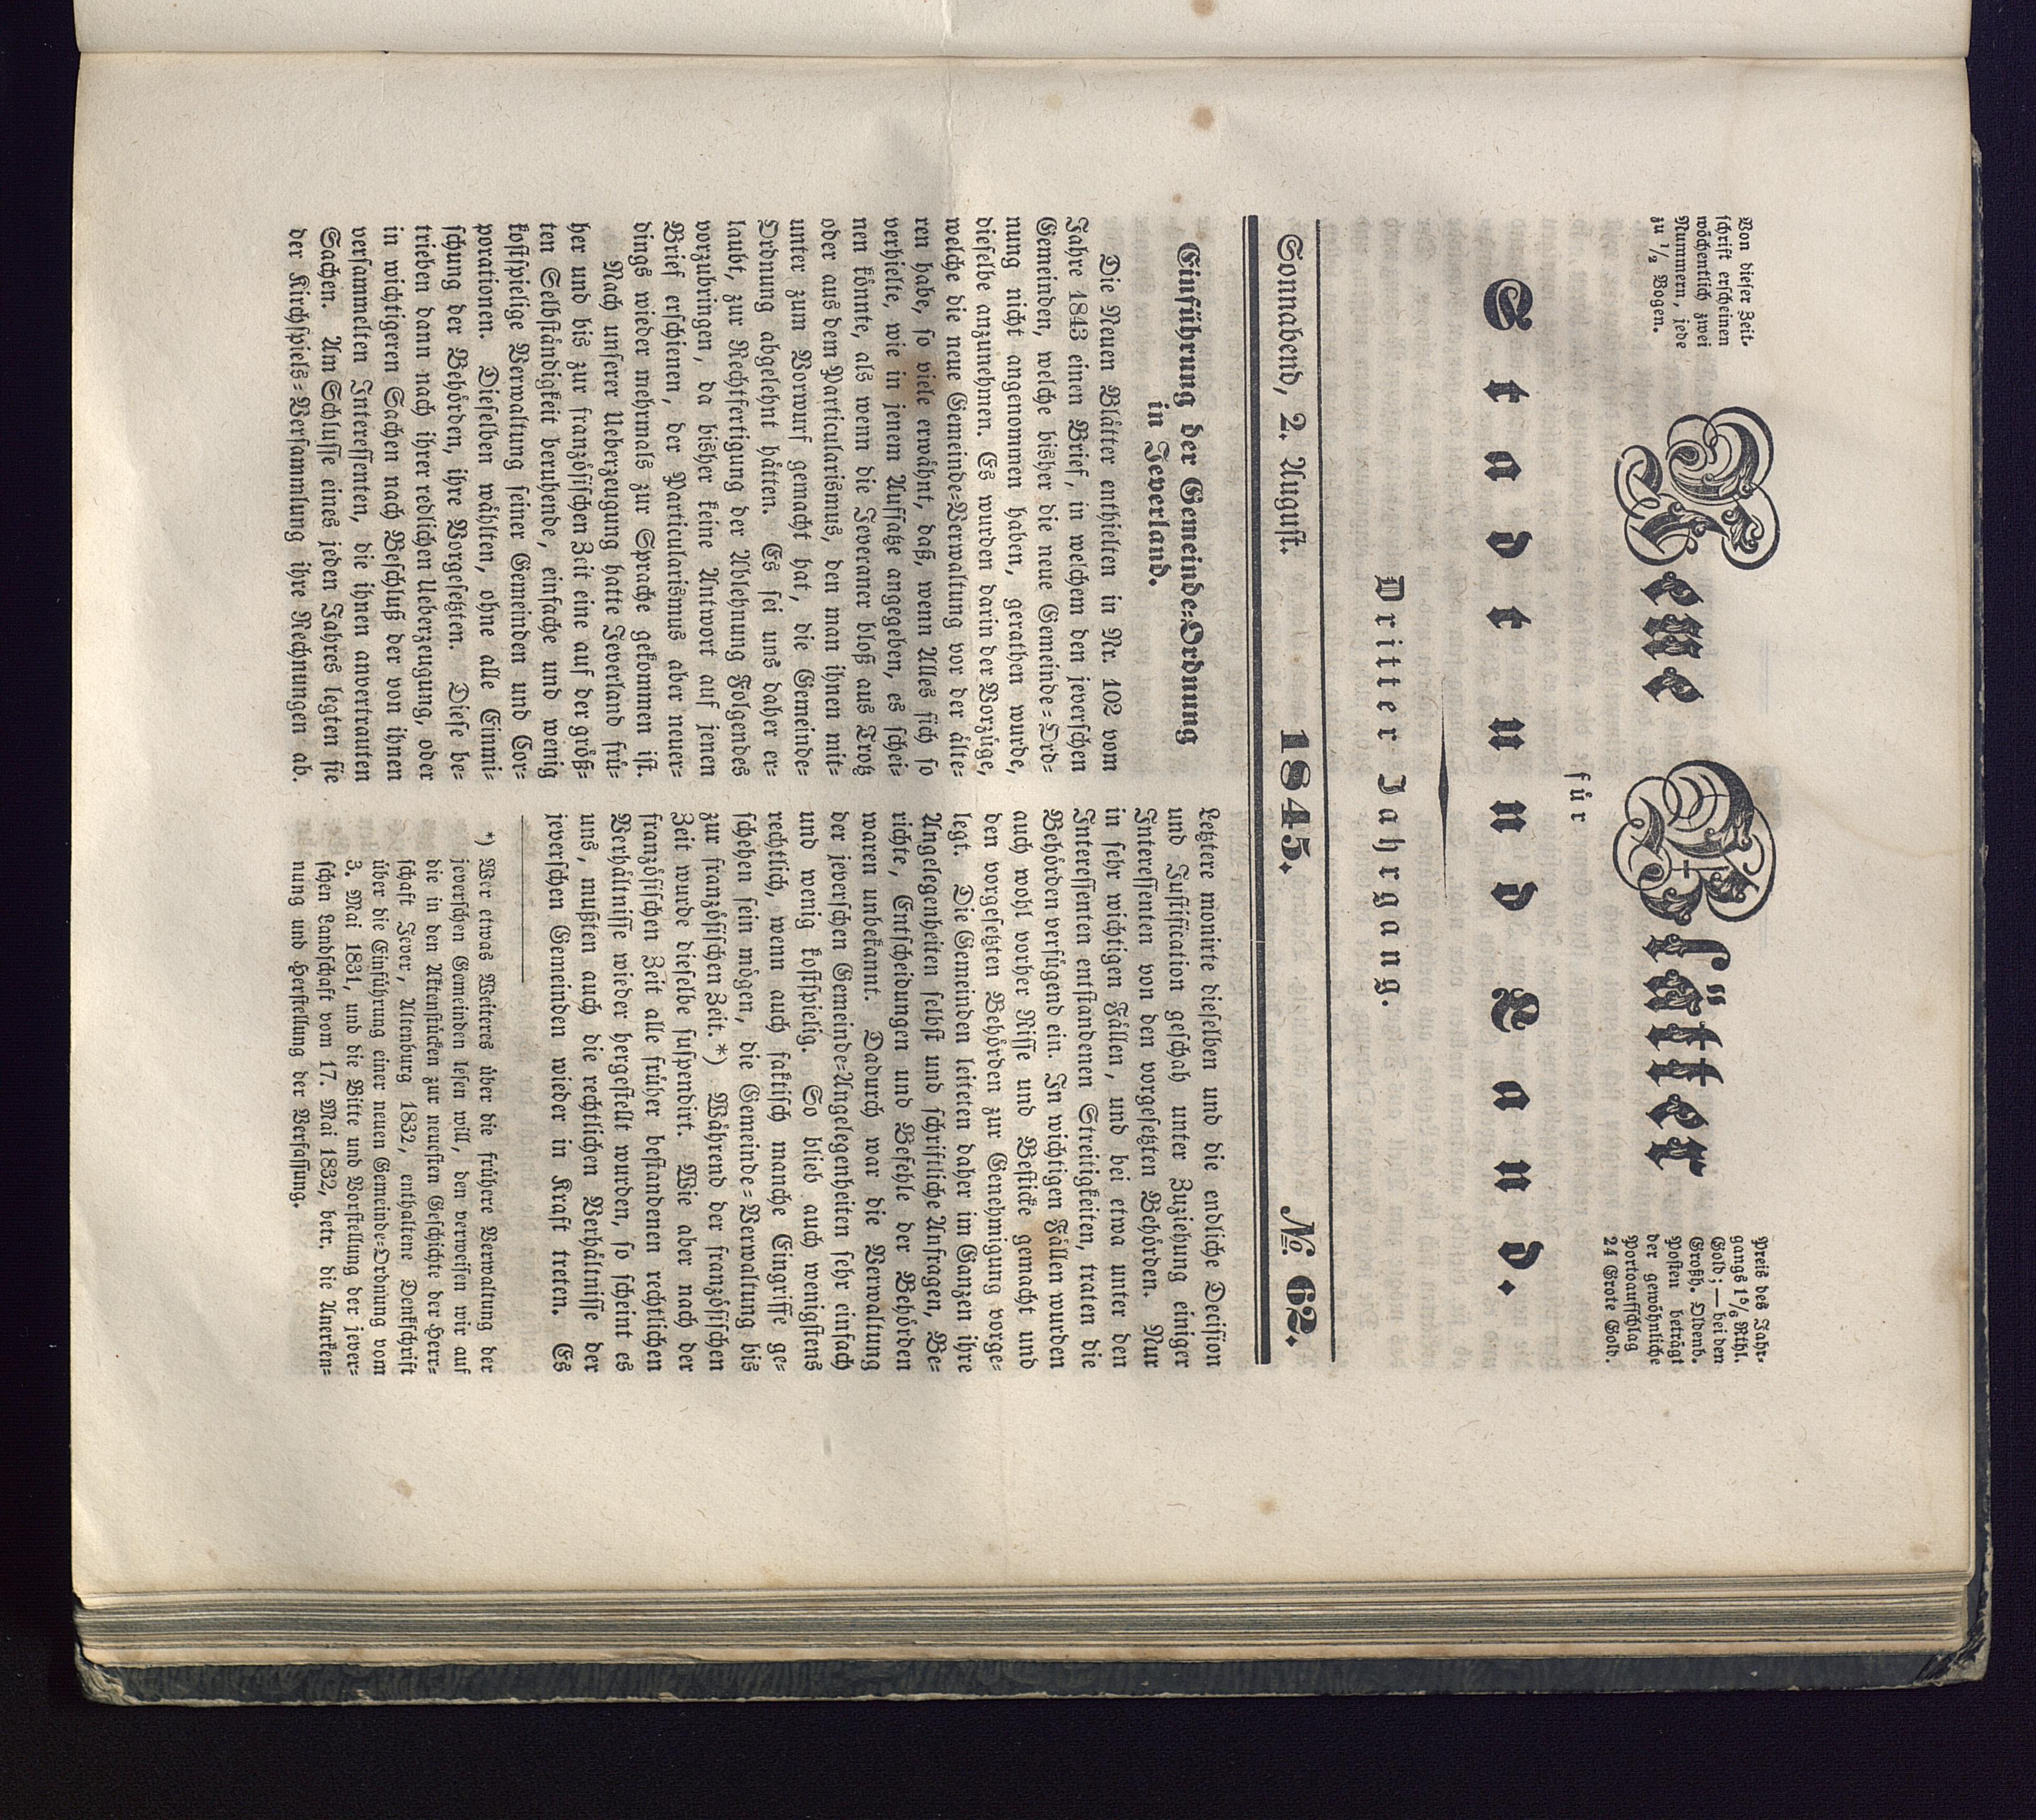 Von dieser Zeit-
schrift erscheinen
wöchentlich zwei
Nummern, jede
zu 1/2 Bogen.
Neue Blätter
Preis des Jahr-
gangs 1 5/6 Rthl.
Gold; — bei den
Großh. Oldenb.
Posten beträgt
der gewöhnliche
Portoaufschlag
24 Grote Gold.
für
Stadt und Land.
Dritter Jahrgang.
Sonnabend, 2. August. 1845. № 62.
Einführung der Gemeinde-Ordnung
in Jeverland.
Die Neuen Blätter enthielten in Nr. 102 vom
Jahre 1843 einen Brief, in welchem den jeverschen
Gemeinden, welche bisher die neue Gemeinde-Ord-
nung nicht angenommen haben, gerathen wurde,
dieselbe anzunehmen. Es wurden darin der Vorzüge,
welche die neue Gemeinde-Verwaltung vor der älte-
ren habe, so viele erwähnt, daß, wenn Alles sich so
verhielte, wie in jenem Aufsatze angegeben, es schei-
nen könnte, als wenn die Jeveraner bloß aus Trotz
oder aus dem Particularismus, den man ihnen mit-
unter zum Vorwurf gemacht hat, die Gemeinde-
Ordnung abgelehnt hätten. Es sei uns daher er-
laubt, zur Rechtfertigung der Ablehnung Folgendes
vorzubringen, da bisher keine Antwort auf jenen
Brief erschienen, der Particularismus aber neuer-
dings wieder mehrmals zur Sprache gekommen ist.
Nach unserer Ueberzeugung hatte Jeverland frü-
her und bis zur französischen Zeit eine auf der größ-
ten Selbständigkeit beruhende, einfache und wenig
kostspielige Verwaltung seiner Gemeinden und Cor-
porationen. Dieselben wählten, ohne alle Einmi-
schung der Behörden, ihre Vorgesetzten. Diese be-
trieben dann nach ihrer redlichen Ueberzeugung, oder
in wichtigeren Sachen nach Beschluß der von ihnen
versammelten Interessenten, die ihnen anvertrauten
Sachen. Am Schlusse eines jeden Jahres legten sie
der Kirchspiels-Versammlung ihre Rechnungen ab.
Letztere monirte dieselben und die endliche Decision
und Justification geschah unter Zuziehung einiger
Interessenten von den vorgesetzten Behörden. Nur
in sehr wichtigen Fällen, und bei etwa unter den
Interessenten entstandenen Streitigkeiten, traten die
Behörden verfügend ein. In wichtigen Fällen wurden
auch wohl vorher Risse und Besticke gemacht und
den vorgesetzten Behörden zur Genehmigung vorge-
legt. Die Gemeinden leiteten daher im Ganzen ihre
Angelegenheiten selbst und schriftliche Anfragen, Be-
richte, Entscheidungen und Befehle der Behörden
waren unbekannt. Dadurch war die Verwaltung
der jeverschen Gemeinde-Angelegenheiten sehr einfach
und wenig kostspielig. So blieb auch wenigstens
rechtlich, wenn auch faktisch manche Eingriffe ge-
schehen sein mögen, die Gemeinde-Verwaltung bis
zur französischen Zeit.*) Während der französischen
Zeit wurde dieselbe suspendirt. Wie aber nach der
französischen Zeit alle früher bestandenen rechtlichen
Verhältnisse wieder hergestellt wurden, so scheint es
uns, mußten auch die rechtlichen Verhältnisse der
jeverschen Gemeinden wieder in Kraft treten. Es
*) Wer etwas Weiteres über die frühere Verwaltung der
jeverschen Gemeinden lesen will, den verweisen wir auf
die in den Aktenstücken zur neuesten Geschichte der Herr-
schaft Jever, Altenburg 1832, enthaltene Denkschrift
über die Einführung einer neuen Gemeinde-Ordnung vom
3. Mai 1831, und die Bitte und Vorstellung der jever-
schen Landschaft vom 17. Mai 1832, betr. die Anerken-
nung und Herstellung der Verfassung.